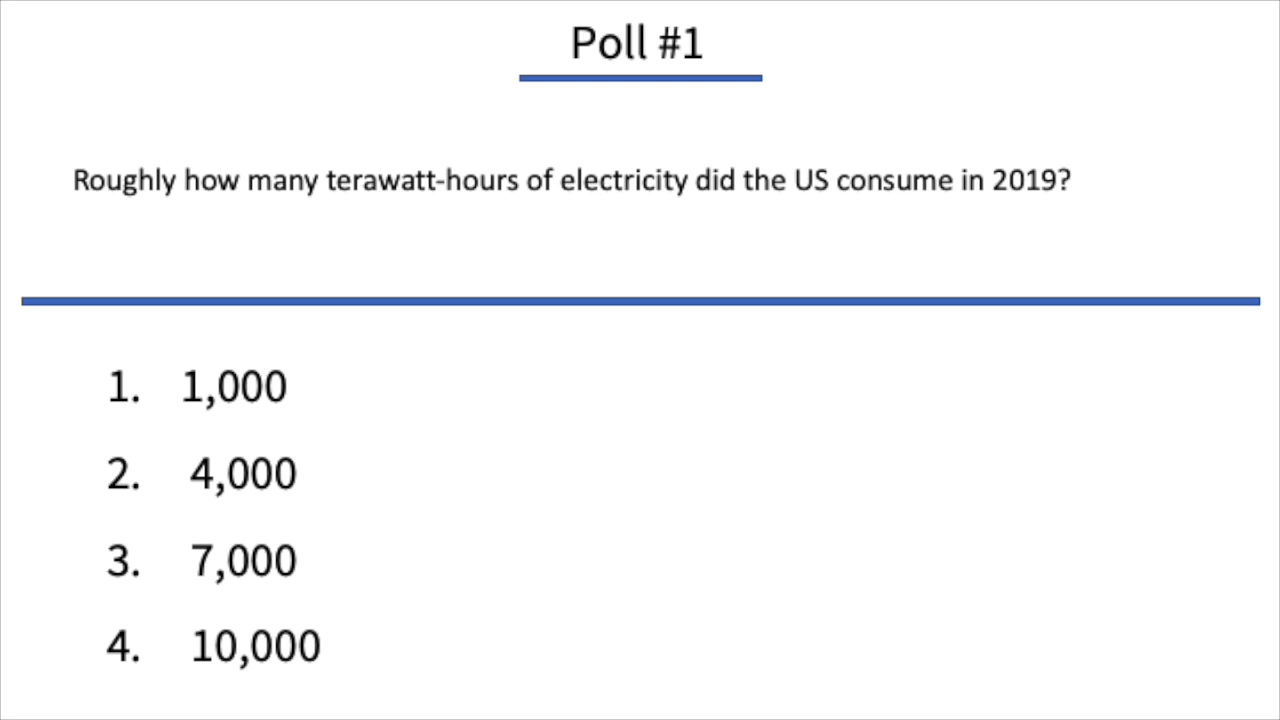 Poll #1
Roughly how many terawatt-hours of electricity did the US consume in 2019?
1. 1,000
2. 4,000
3. 7,000
4. 10,000